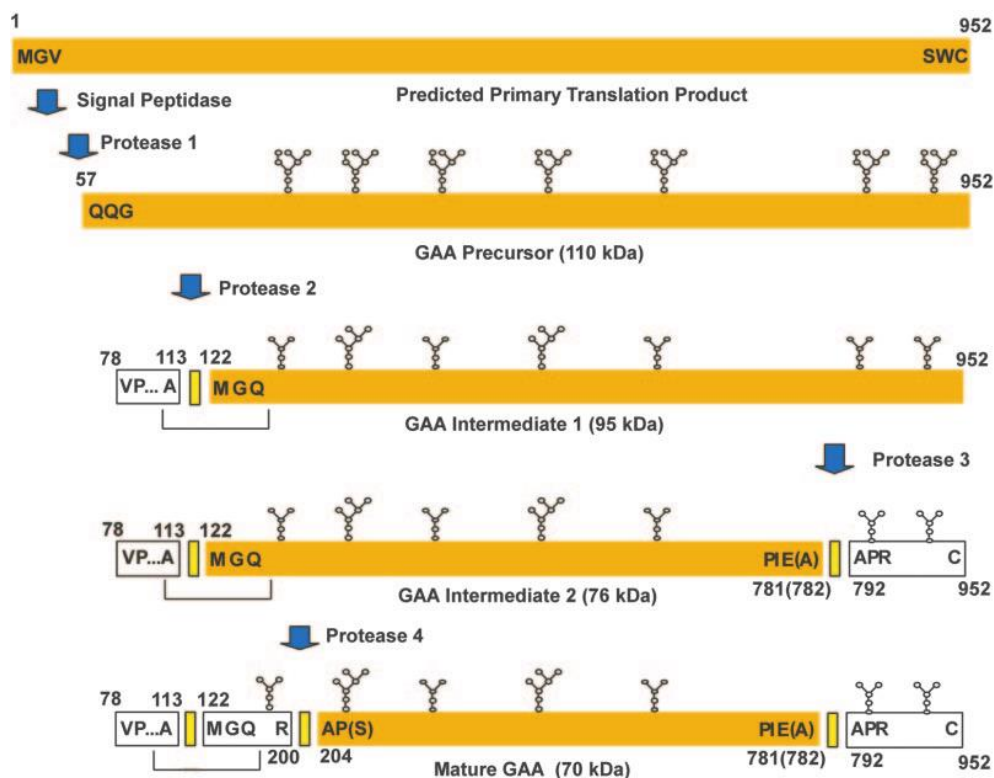 1 952
MGV SWC
Signal Peptidase Predicted Primary Translation Product
Protease 1
57 952
QQG
GAA Precursor (110 kDa)
Protease 2
78 113 122 952
VP... A MGQ
GAA Intermediate 1 (95 kDa)
Protease 3
78 113 122
VP...A MGQ PIE(A) APR C
GAA Intermediate 2 (76 kDa) 781(782) 792 952
Protease 4
78 113 122
VP...A MGQ R AP(S) PIE(A) APR C
200 204 781(782) 792 952
Mature GAA (70 kDa)